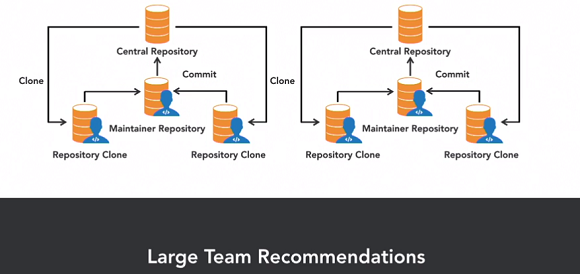 Central Repository
Central Repository
Clone
Commit
Clone
Commit
Maintainer Repository
Maintainer Repository
Repository Clone
Repository Clone
Repository Clone
Repository Clone
Large Team Recommendations